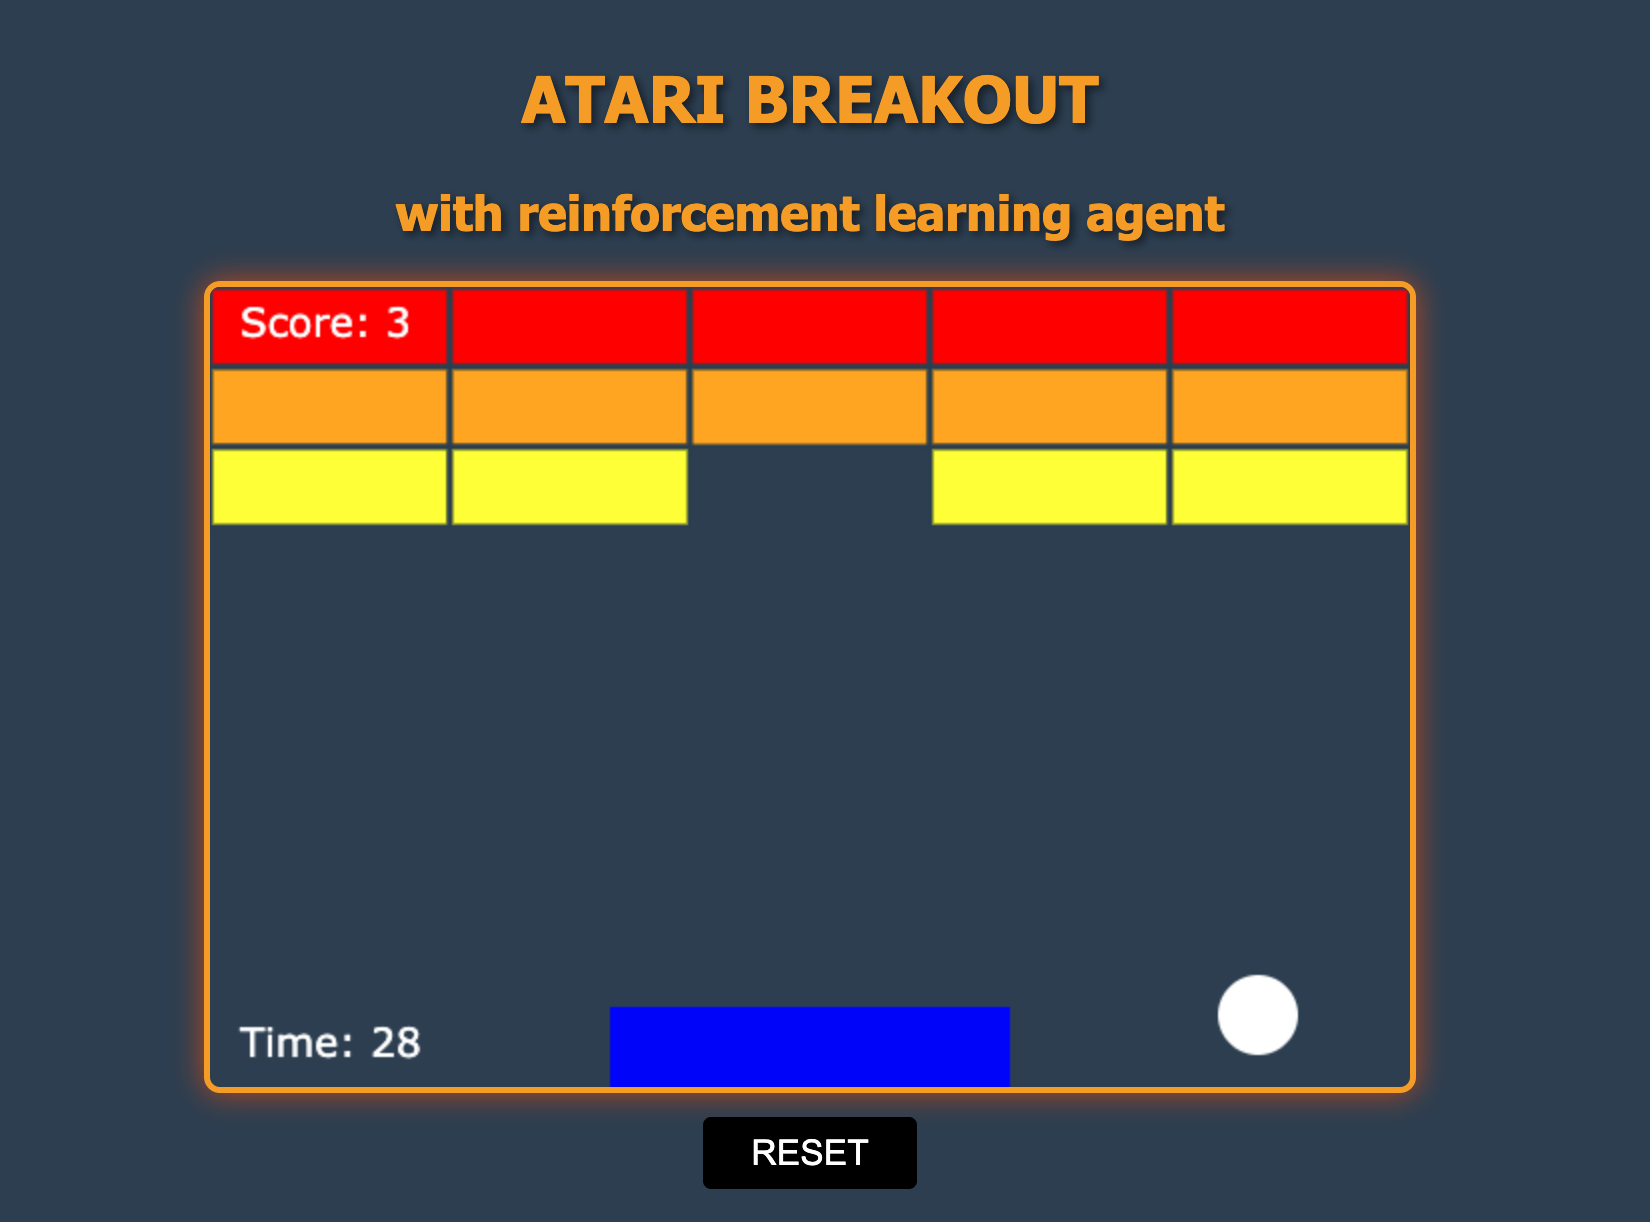 ATARI BREAKOUT
with reinforcement learning agent
Score: 3
Time: 28
RESET